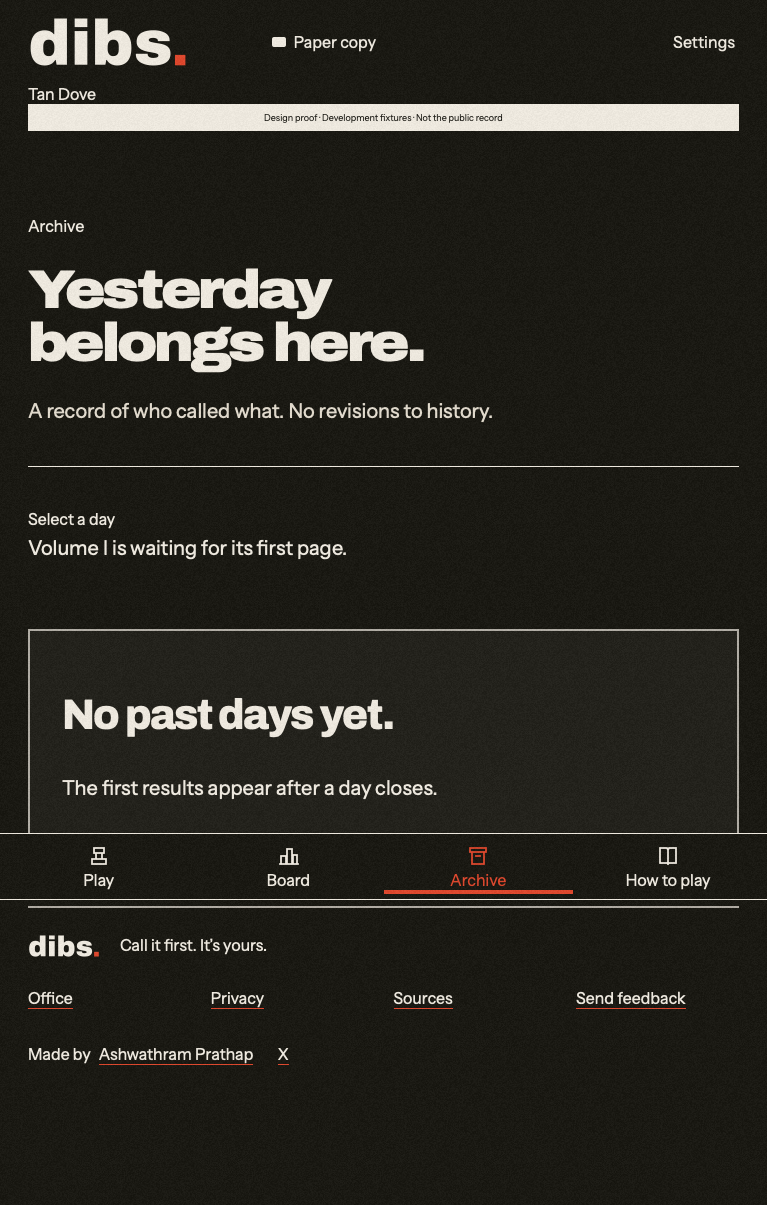 dibs.
Paper copy
Settings
Tan Dove
Design proof · Development fixtures · Not the public record
Archive
Yesterday
belongs here.
A record of who called what. No revisions to history.
Select a day
Volume I is waiting for its first page.
No past days yet.
The first results appear after a day closes.
Play
Board
Archive
How to play
dibs.
Call it first. It's yours.
Office
Privacy
Sources
Send feedback
Made by Ashwathram Prathap
X